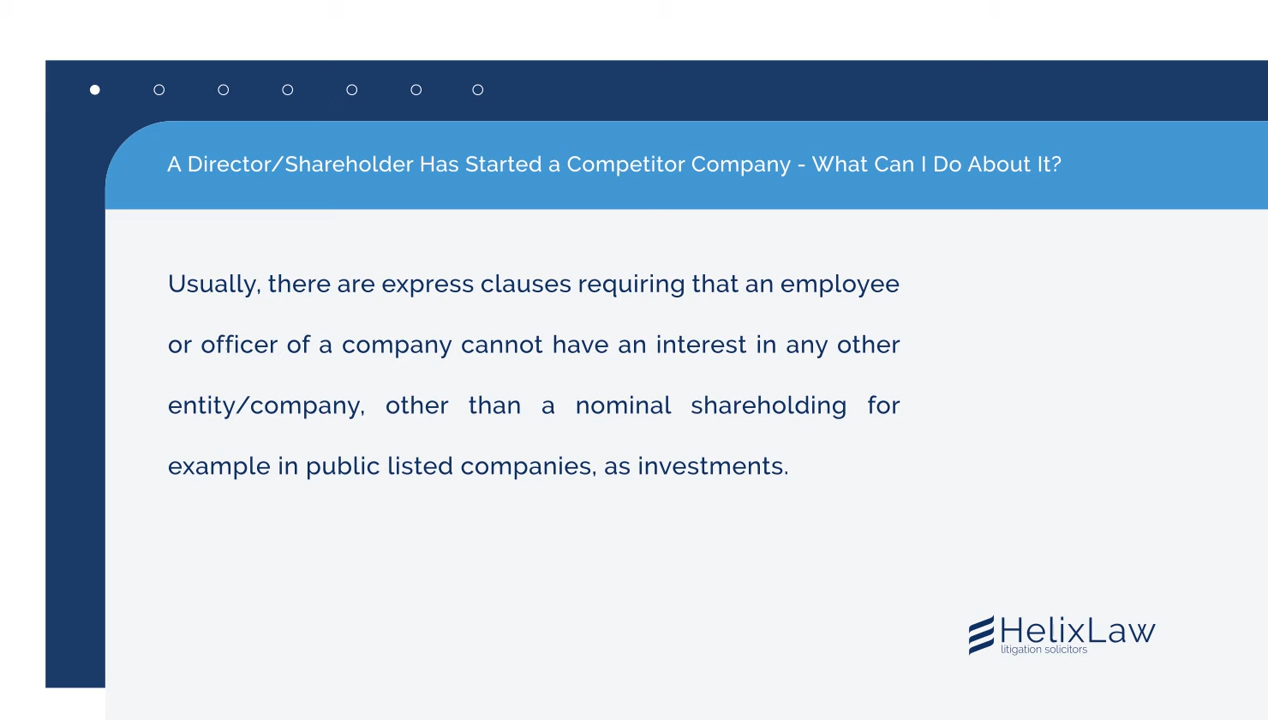 A Director/Shareholder Has Started a Competitor Company - What Can I Do About It?
Usually, there are express clauses requiring that an employee
or officer of a company cannot have an interest in any other
entity/company, other than a nominal shareholding for
example in public listed companies, as investments.
HelixLaw
litigation solicitors